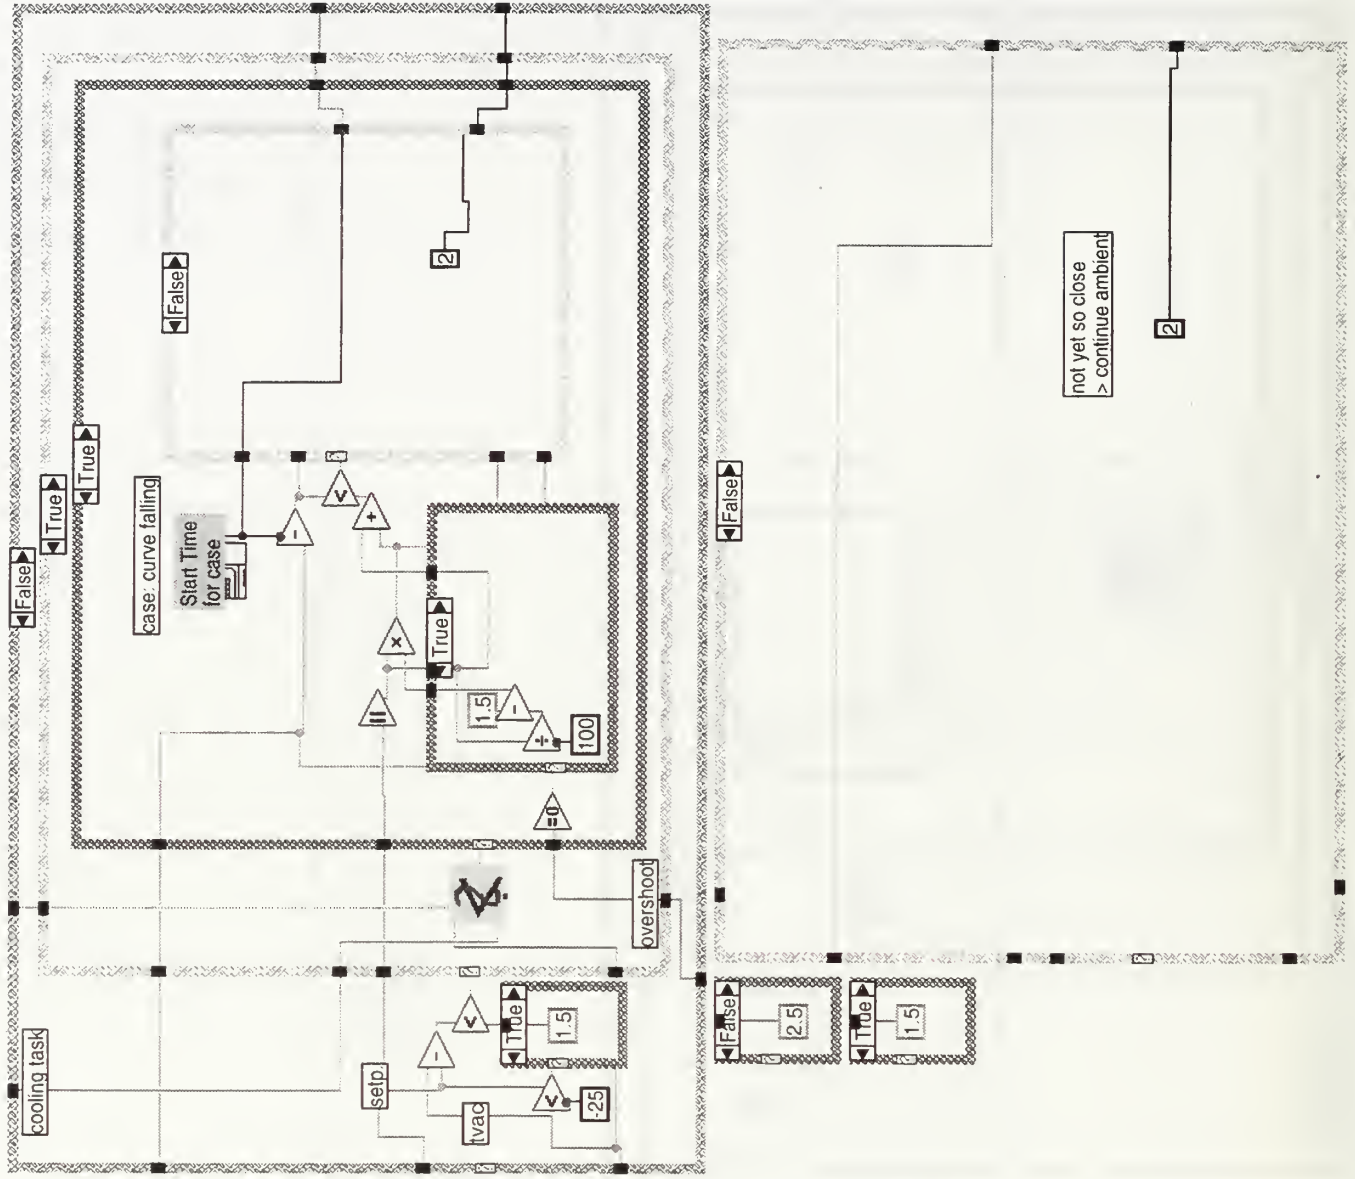 False
True
True
False
case: curve falling
Start Time
for case
2
-
<
+
×
True
||
1.5
-
÷
100
=0
overshoot
cooling task
setp.
tvac
-
<
<
-25
True
1.5
False
not yet so close
> continue ambient
2
False
2.5
True
1.5